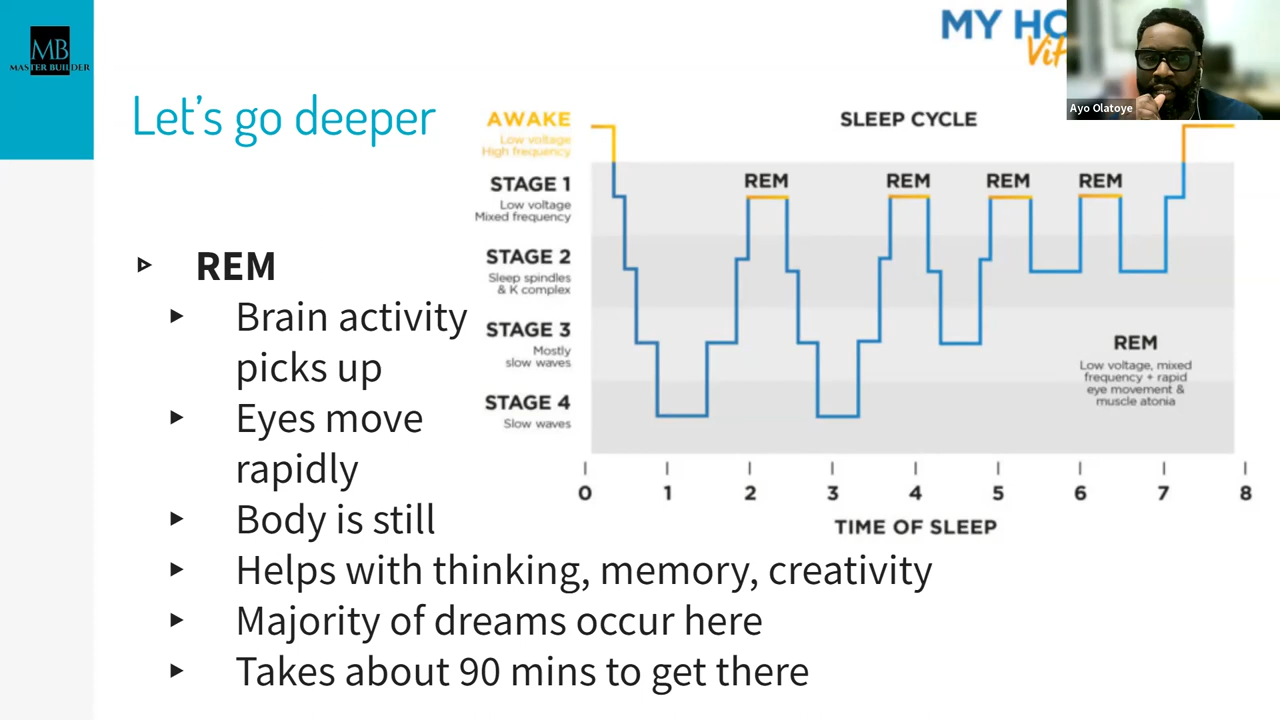 MB
MASTER BUILDER
MY HO
Vit
Ayo Olatoye
Let's go deeper
REM
Brain activity
picks up
Eyes move
rapidly
Body is still
Helps with thinking, memory, creativity
Majority of dreams occur here
Takes about 90 mins to get there
SLEEP CYCLE
AWAKE
Low voltage
High frequency
STAGE 1
Low voltage
Mixed frequency
STAGE 2
Sleep spindles
& K complex
STAGE 3
Mostly
slow waves
STAGE 4
Slow waves
REM REM REM REM
REM
Low voltage, mixed
frequency + rapid
eye movement &
muscle atonia
0 1 2 3 4 5 6 7 8
TIME OF SLEEP